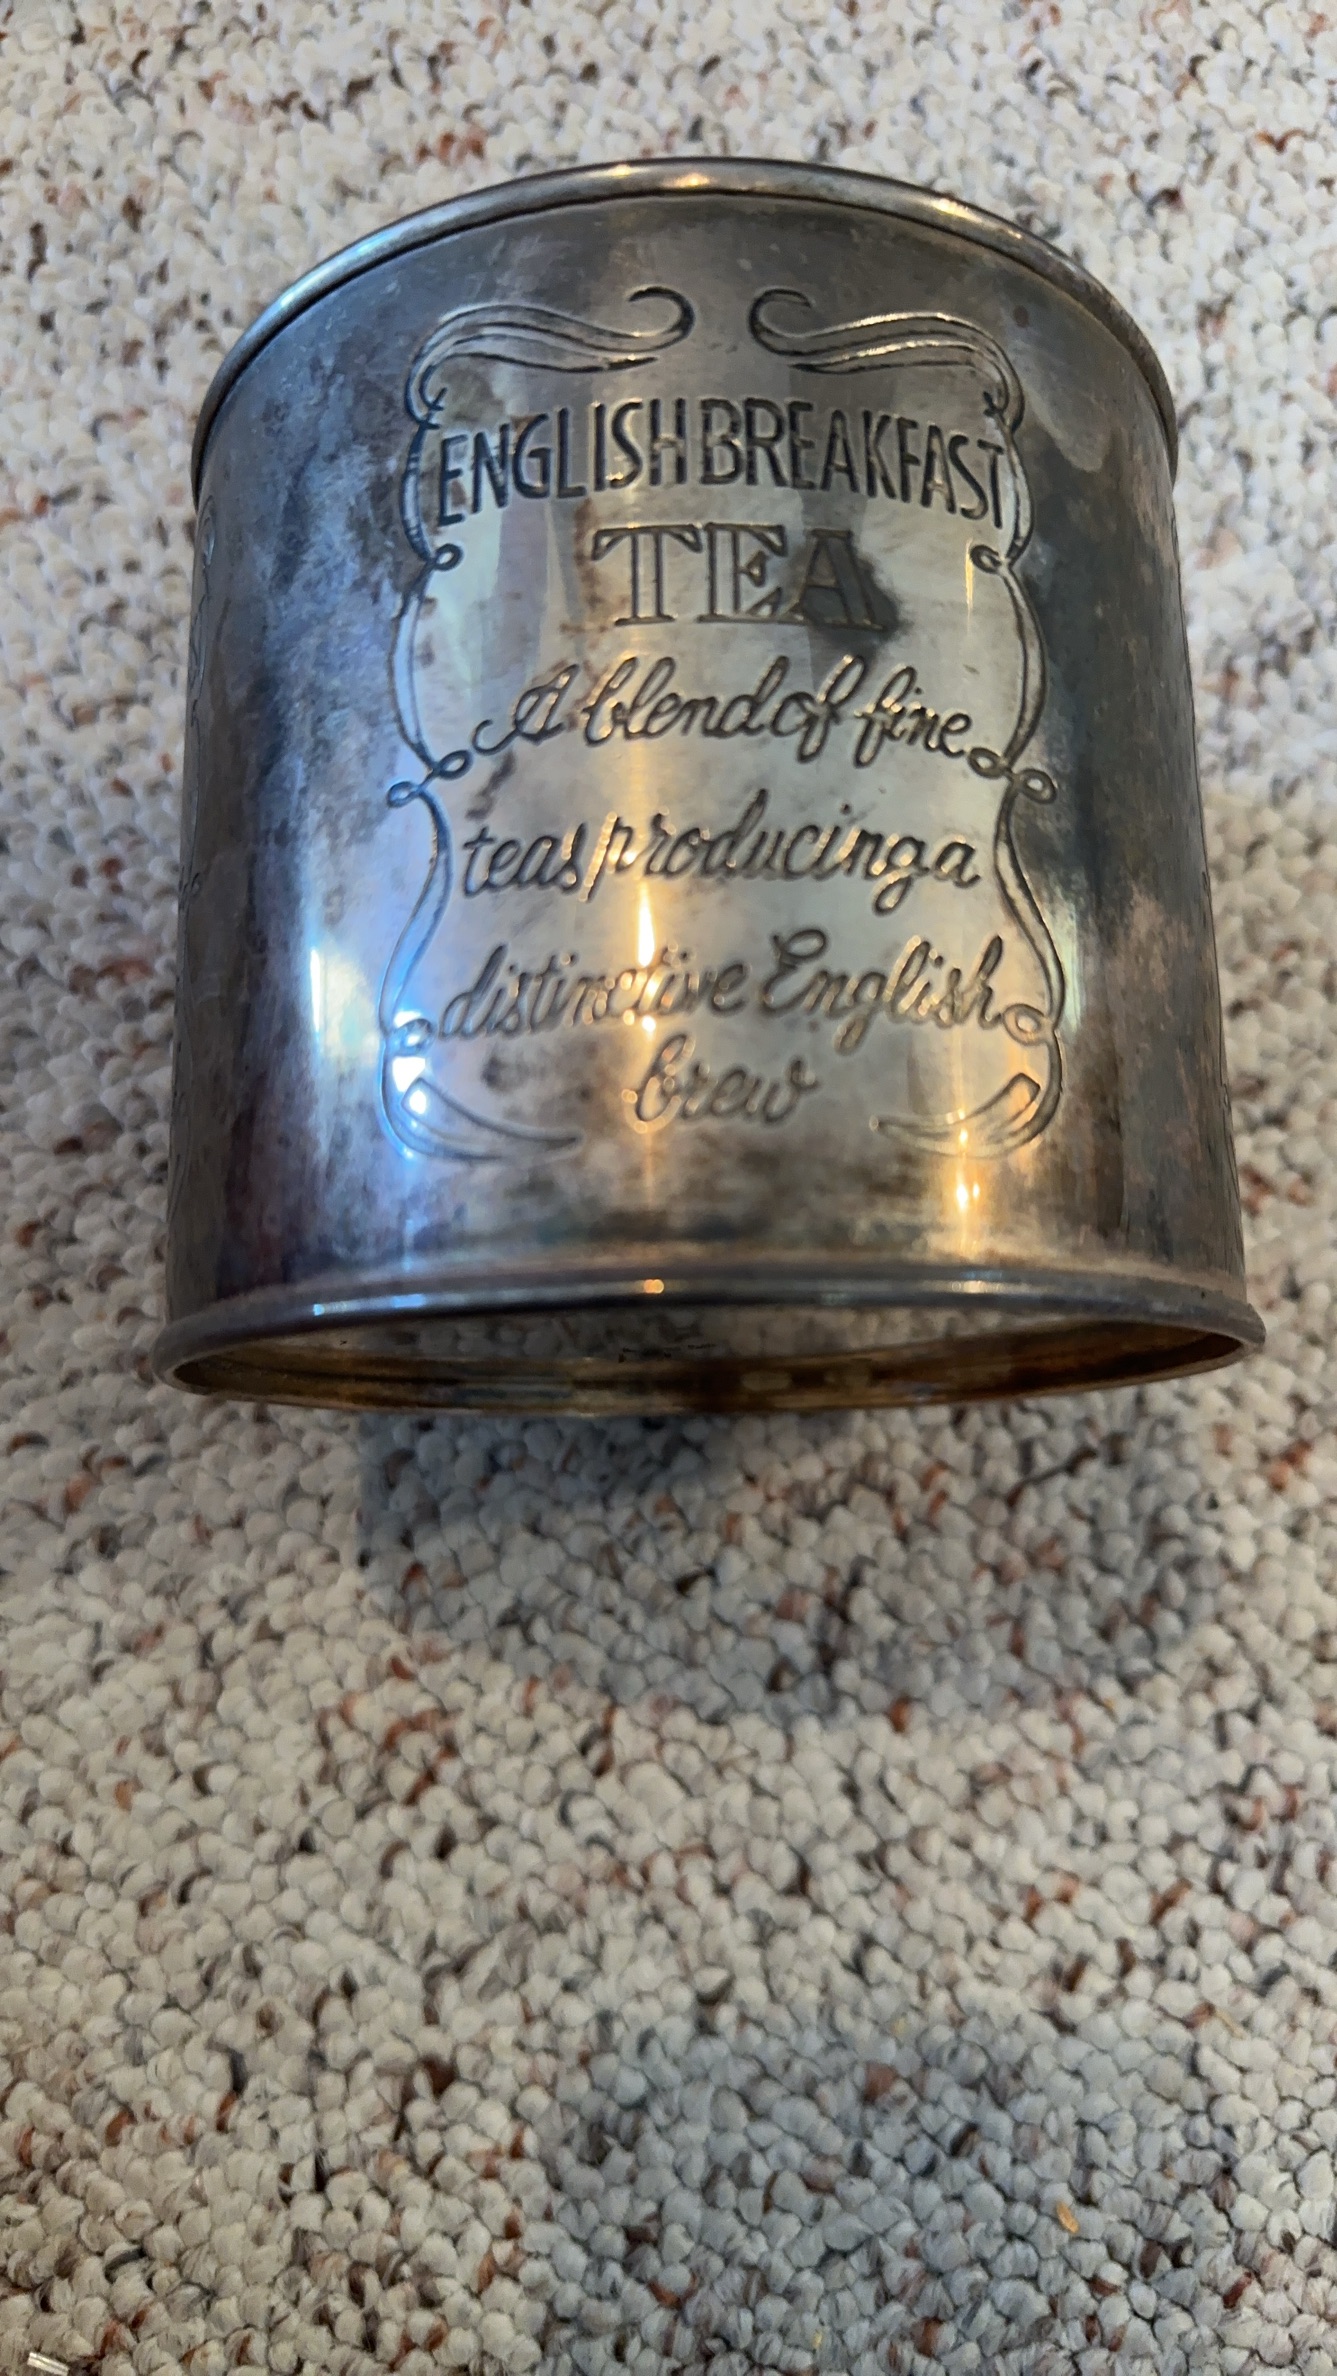 ENGLISH BREAKFAST
TEA
A blend of fine
teas producing a
distinctive English
brew